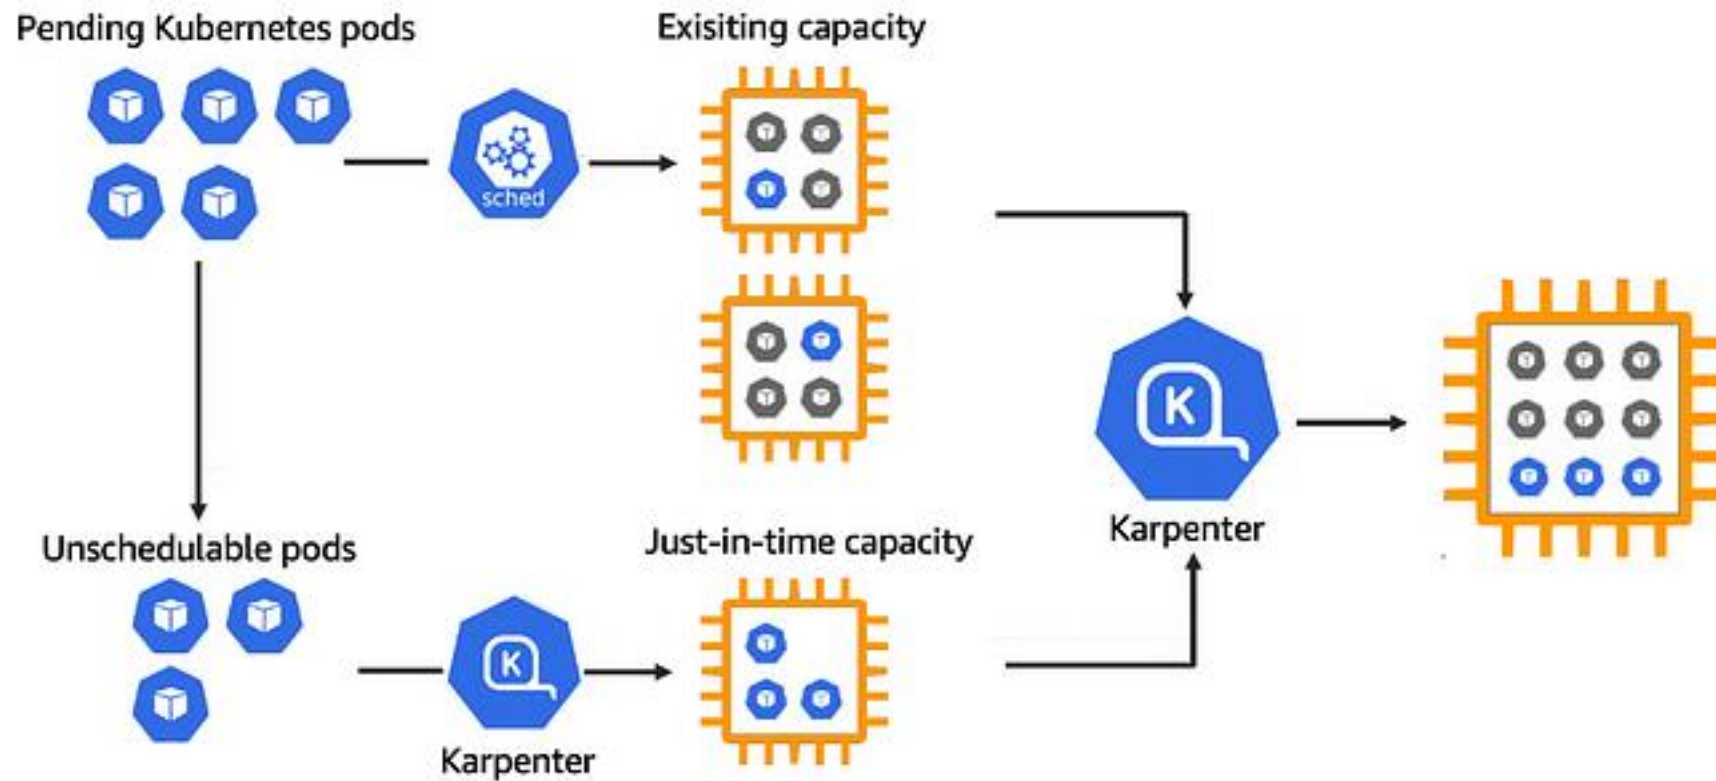 Pending Kubernetes pods
Exisiting capacity
sched
K
Karpenter
Unschedulable pods
Just-in-time capacity
K
Karpenter